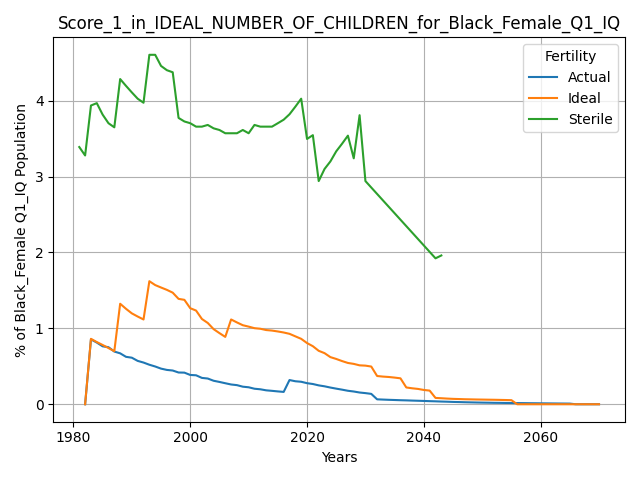 Score_1_in_IDEAL_NUMBER_OF_CHILDREN_for_Black_Female_Q1_IQ
Fertility
Actual
Ideal
Sterile
% of Black_Female Q1_IQ Population
4
3
2
1
0
1980
2000
2020
2040
2060
Years